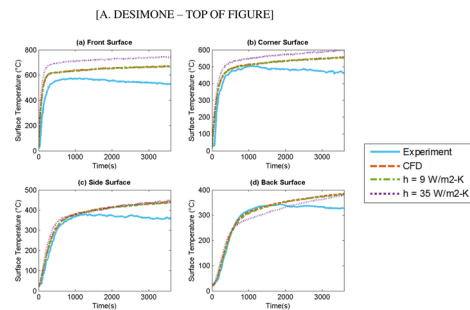 [A. DESIMONE – TOP OF FIGURE]
(a) Front Surface
800
600
400
200
0
0 1000 2000 3000
Surface Temperature (°C)
Time(s)
(b) Corner Surface
600
500
400
300
200
100
0
0 1000 2000 3000
Surface Temperature (°C)
Time(s)
Experiment
CFD
h = 9 W/m2-K
h = 35 W/m2-K
(c) Side Surface
500
400
300
200
100
0
0 1000 2000 3000
Surface Temperature (°C)
Time(s)
(d) Back Surface
400
300
200
100
0
0 1000 2000 3000
Surface Temperature (°C)
Time(s)